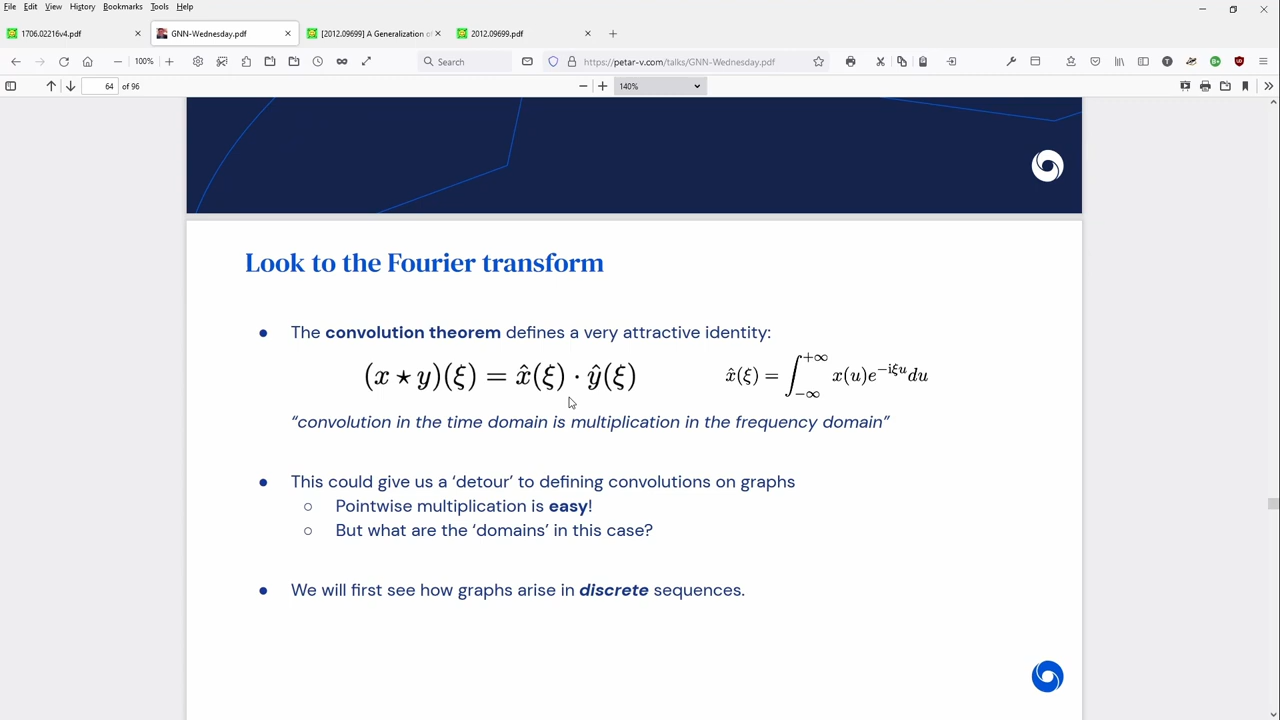 File Edit View History Bookmarks Tools Help
1706.02216v4.pdf GNN-Wednesday.pdf [2012.09699] A Generalization o 2012.09699.pdf
100% Search https://petar-v.com/talks/GNN-Wednesday.pdf
64 of 96 140%
Look to the Fourier transform
● The convolution theorem defines a very attractive identity:
(x ⋆ y)(ξ) = x̂(ξ) · ŷ(ξ) x̂(ξ) = ∫_{−∞}^{+∞} x(u)e^{−iξu}du
“convolution in the time domain is multiplication in the frequency domain”
● This could give us a ‘detour’ to defining convolutions on graphs
○ Pointwise multiplication is easy!
○ But what are the ‘domains’ in this case?
● We will first see how graphs arise in discrete sequences.